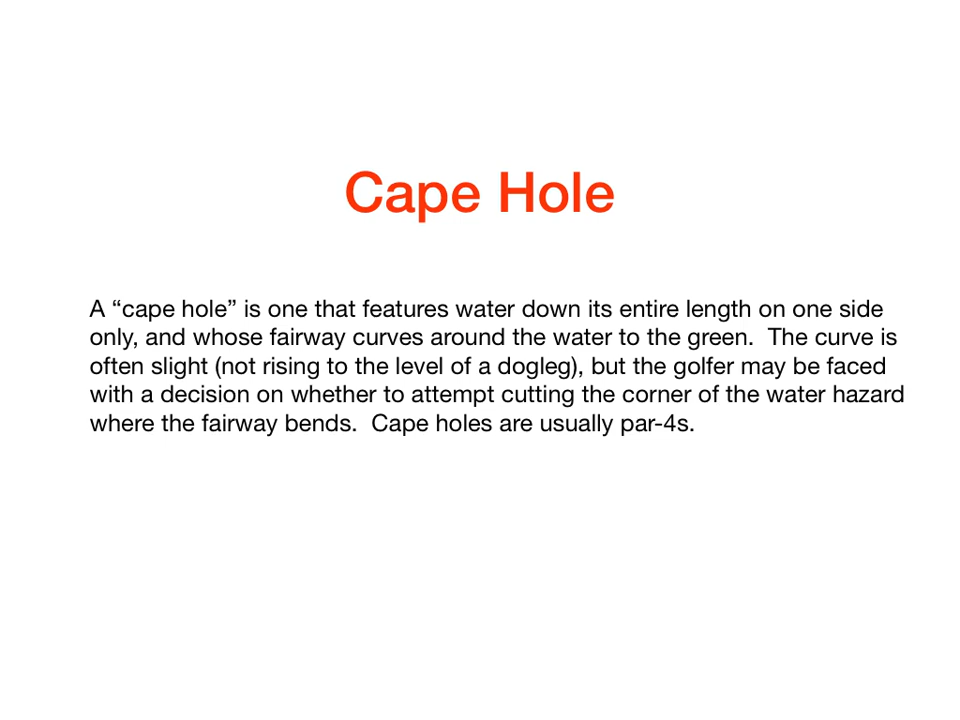 Cape Hole
A “cape hole” is one that features water down its entire length on one side
only, and whose fairway curves around the water to the green.  The curve is
often slight (not rising to the level of a dogleg), but the golfer may be faced
with a decision on whether to attempt cutting the corner of the water hazard
where the fairway bends.  Cape holes are usually par-4s.